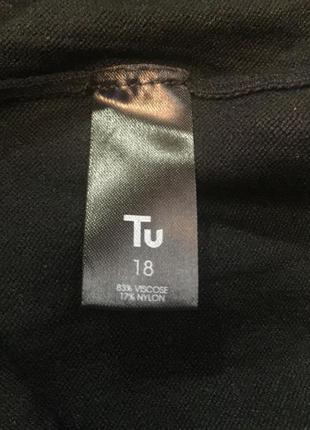 Tu
18
83% VISCOSE
17% NYLON